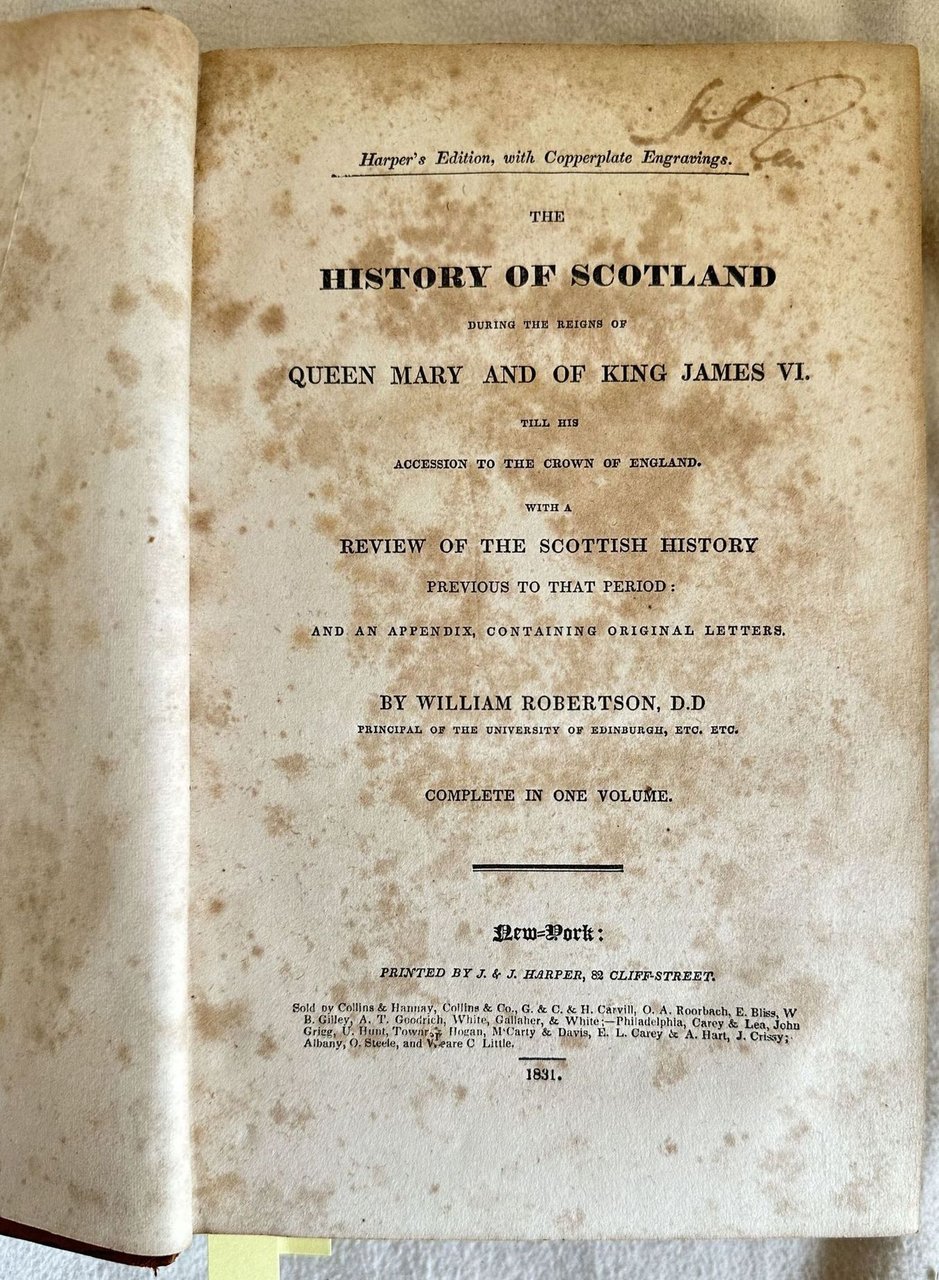 Harper's Edition, with Copperplate Engravings.
THE
HISTORY OF SCOTLAND
DURING THE REIGNS OF
QUEEN MARY AND OF KING JAMES VI.
TILL HIS
ACCESSION TO THE CROWN OF ENGLAND.
WITH A
REVIEW OF THE SCOTTISH HISTORY
PREVIOUS TO THAT PERIOD:
AND AN APPENDIX, CONTAINING ORIGINAL LETTERS.
BY WILLIAM ROBERTSON, D.D
PRINCIPAL OF THE UNIVERSITY OF EDINBURGH, ETC. ETC.
COMPLETE IN ONE VOLUME.
New-York:
PRINTED BY J. & J. HARPER, 82 CLIFF-STREET.
Sold by Collins & Hannay, Collins & Co., G. & C. & H. Carvill, O. A. Roorbach, E. Bliss, W
B. Gilley, A. T. Goodrich, White, Gallaher, & White;—Philadelphia, Carey & Lea, John
Grigg, U. Hunt, Towar & Hogan, M'Carty & Davis, E. L. Carey & A. Hart, J. Crissy;
Albany, O. Steele, and Weare C Little.
1831.